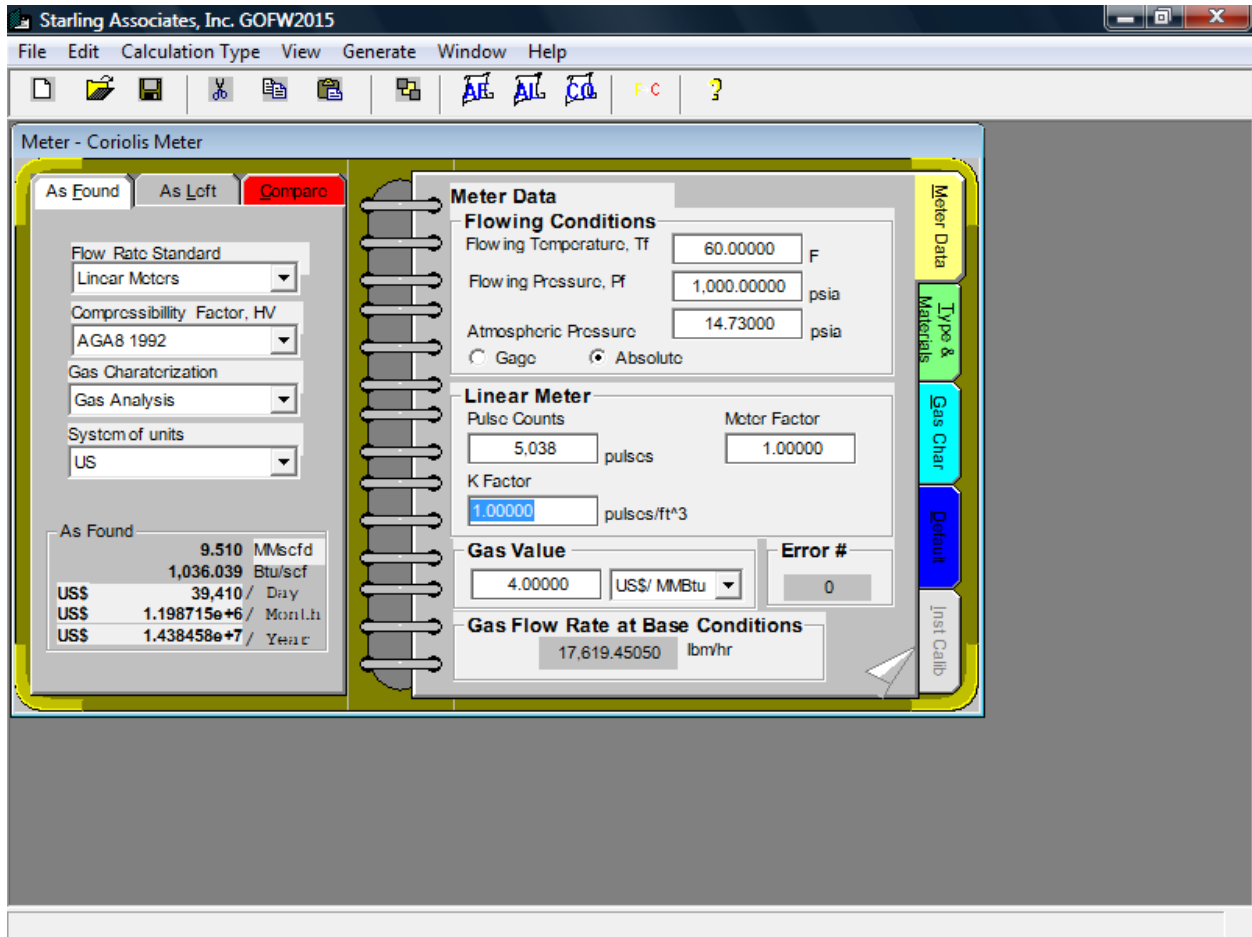 Starling Associates, Inc. GOFW2015
File Edit Calculation Type View Generate Window Help
AF AL CO F C ?
Meter - Coriolis Meter
As Found As Left Compare
Flow Rate Standard
Linear Meters
Compressibillity Factor, HV
AGA8 1992
Gas Charaterization
Gas Analysis
System of units
US
As Found
9.510 MMscfd
1,036.039 Btu/scf
US$ 39,410 / Day
US$ 1.198715e+6 / Month
US$ 1.438458e+7 / Year
Meter Data
Flowing Conditions
Flowing Temperature, Tf 60.00000 F
Flowing Pressure, Pf 1,000.00000 psia
Atmospheric Pressure 14.73000 psia
Gage Absolute
Linear Meter
Pulse Counts Meter Factor
5,038 pulses 1.00000
K Factor
1.00000 pulses/ft^3
Gas Value Error #
4.00000 US$/ MMBtu 0
Gas Flow Rate at Base Conditions
17,619.45050 lbm/hr
Meter Data
Type &
Materials
Gas Char
Default
Inst Calib